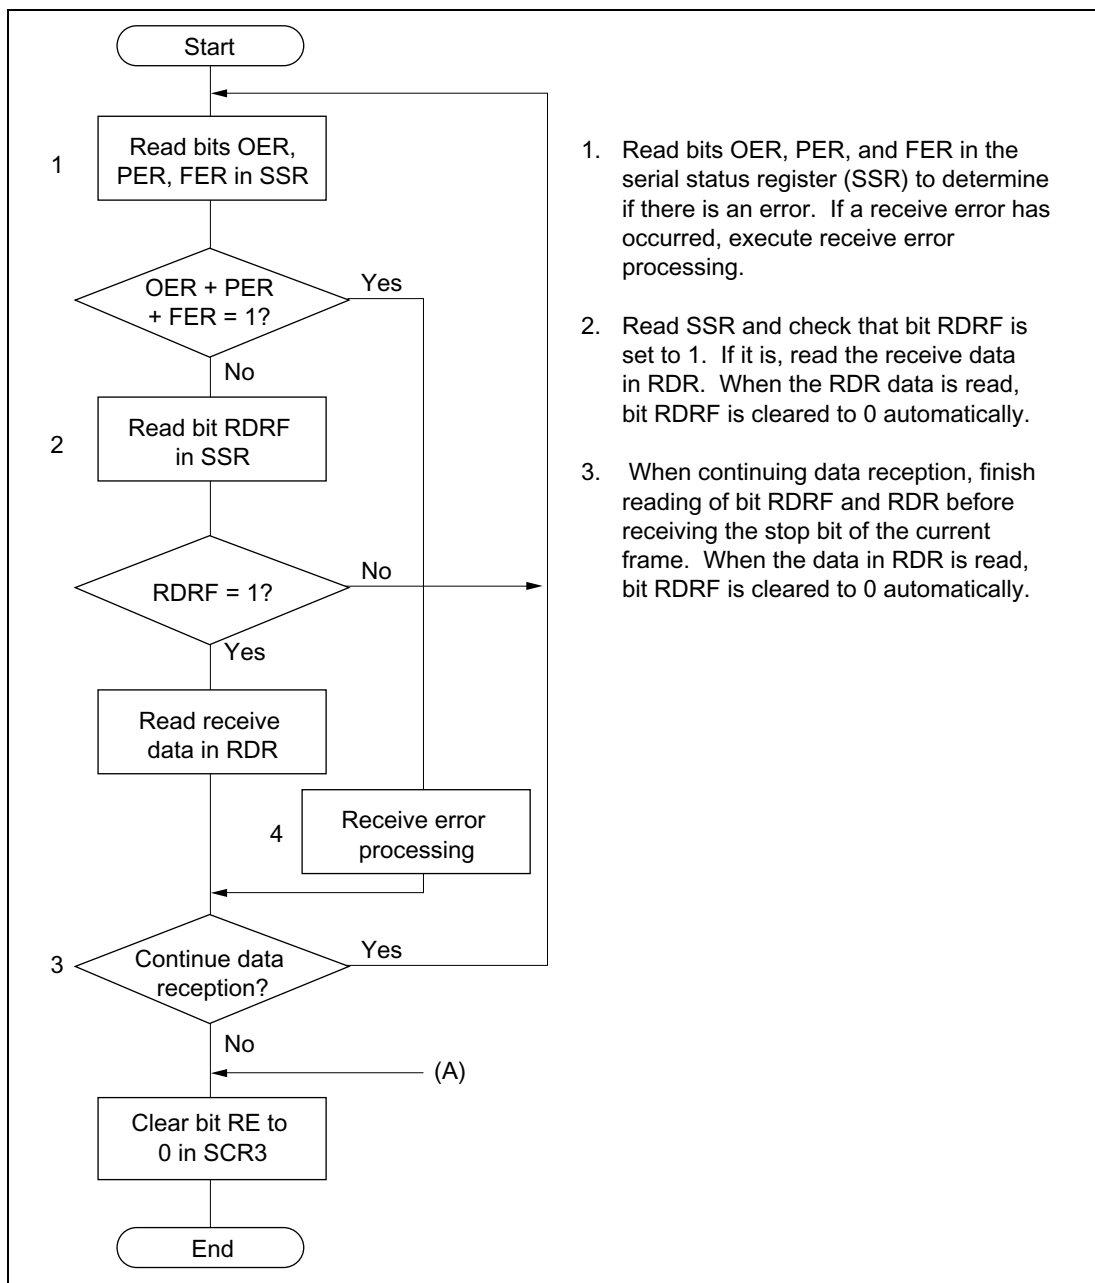 Start
1
Read bits OER,
PER, FER in SSR
OER + PER
+ FER = 1?
Yes
No
2
Read bit RDRF
in SSR
RDRF = 1?
No
Yes
Read receive
data in RDR
4
Receive error
processing
3
Continue data
reception?
Yes
No
(A)
Clear bit RE to
0 in SCR3
End
1. Read bits OER, PER, and FER in the
serial status register (SSR) to determine
if there is an error. If a receive error has
occurred, execute receive error
processing.
2. Read SSR and check that bit RDRF is
set to 1. If it is, read the receive data
in RDR. When the RDR data is read,
bit RDRF is cleared to 0 automatically.
3. When continuing data reception, finish
reading of bit RDRF and RDR before
receiving the stop bit of the current
frame. When the data in RDR is read,
bit RDRF is cleared to 0 automatically.